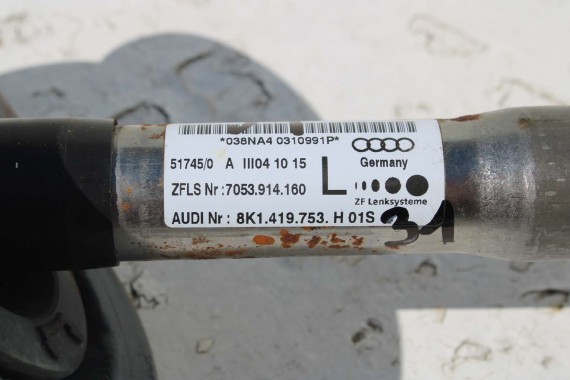 *038NA4 0310991P*
51745/0 A III04 10 15
Germany
ZFLS Nr :7053.914.160
L
ZF Lenksysteme
AUDI Nr : 8K1.419.753. H 01S
31